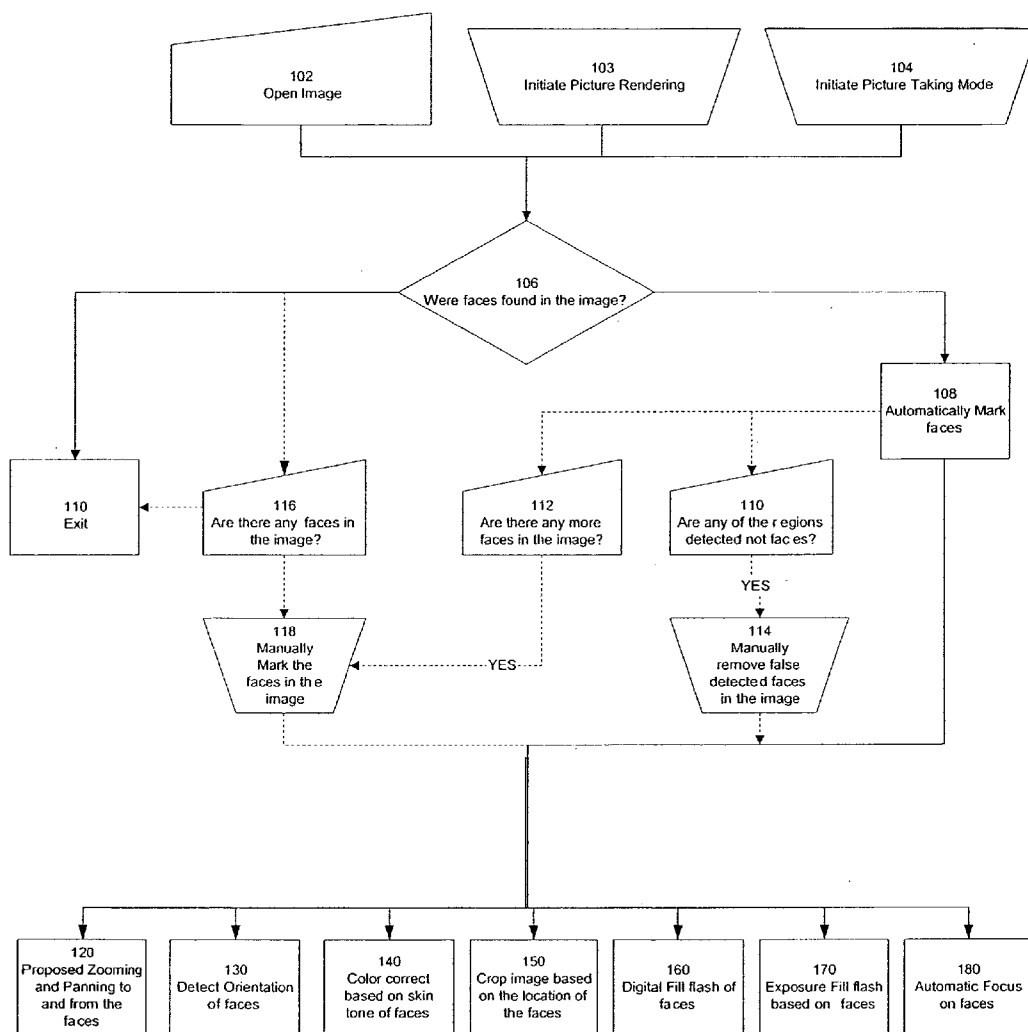 102
Open Image
103
Initiate Picture Rendering
104
Initiate Picture Taking Mode
106
Were faces found in the image?
108
Automatically Mark
faces
110
Exit
116
Are there any faces in
the image?
112
Are there any more
faces in the image?
110
Are any of the regions
detected not faces?
YES
118
Manually
Mark the
faces in the
image
YES
114
Manually
remove false
detected faces
in the image
120
Proposed Zooming
and Panning to
and from the
faces
130
Detect Orientation
of faces
140
Color correct
based on skin
tone of faces
150
Crop image based
on the location of
the faces
160
Digital Fill flash of
faces
170
Exposure Fill flash
based on faces
180
Automatic Focus
on faces